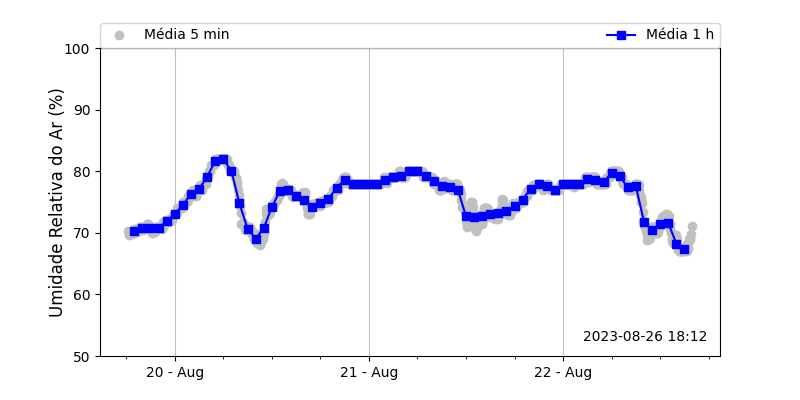 Média 5 min
Média 1 h
100
90
80
70
60
50
Umidade Relativa do Ar (%)
2023-08-26 18:12
20 - Aug
21 - Aug
22 - Aug